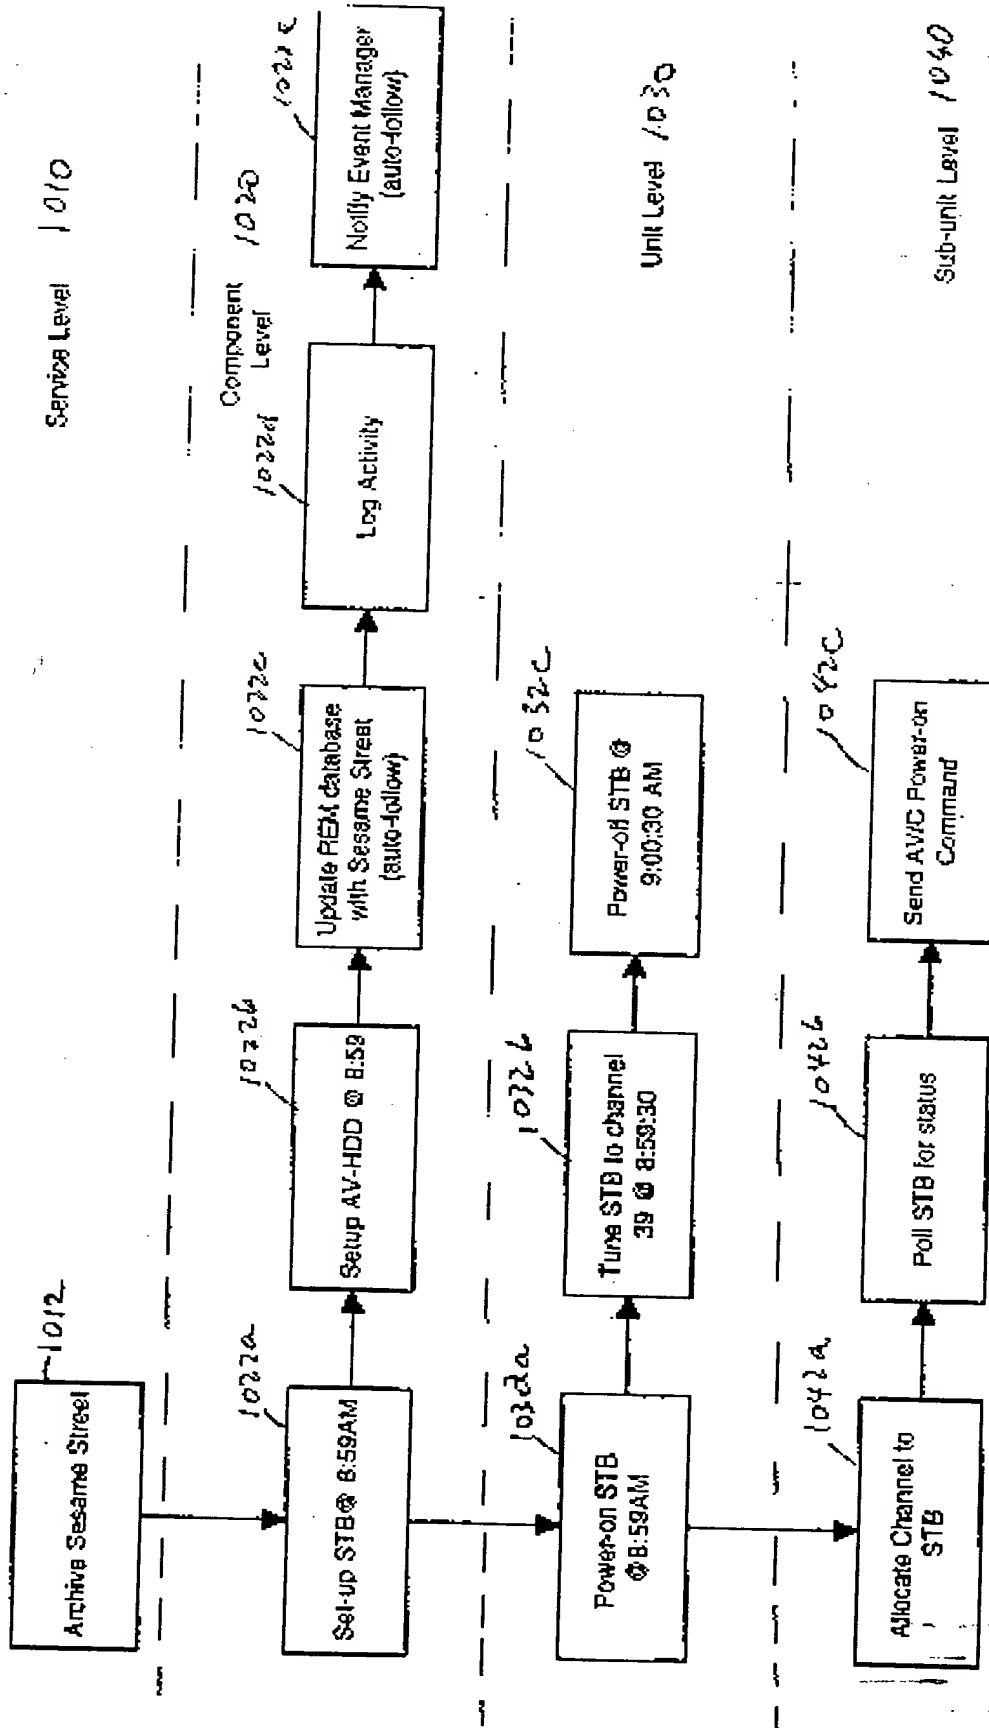 Service Level 1010
1012
Archive Sesame Street
Component
Level 1020
1022a
Set-up STB@ 8:59AM
1022b
Setup AV-HDD @ 8:59
1022c
Update REM database
with Sesame Street
(auto-follow)
1022d
Log Activity
1022e
Notify Event Manager
(auto-follow)
Unit Level 1030
1032a
Power-on STB
@ 8:59AM
1032b
Tune STB to channel
39 @ 8:59:30
1032c
Power-off STB @
9:00:30 AM
Sub-unit Level 1040
1042a
Allocate Channel to
STB
1042b
Poll STB for status
1042c
Send AWC Power-on
Command